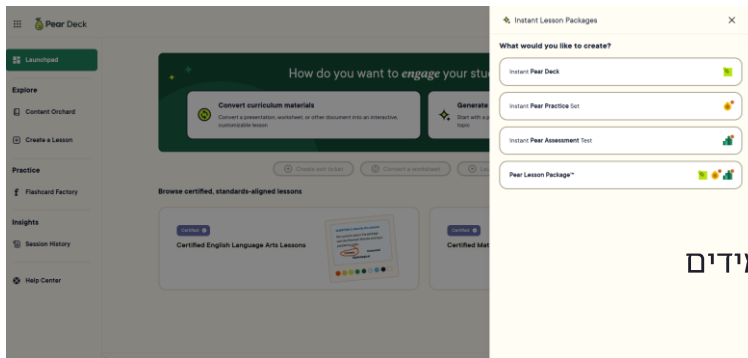 Pear Deck
Launchpad
Explore
Content Orchard
Create a Lesson
Practice
Flashcard Factory
Insights
Session History
Help Center
How do you want to engage your stu
Convert curriculum materials
Convert a presentation, worksheet, or other document into an interactive, customizable lesson
Generate
Start with a p
topic
Create exit ticket
Convert a worksheet
Browse certified, standards-aligned lessons
Certified
Certified English Language Arts Lessons
Certified
Certified Mat
Instant Lesson Packages
What would you like to create?
Instant Pear Deck
Instant Pear Practice Set
Instant Pear Assessment Test
Pear Lesson Package™
מידים